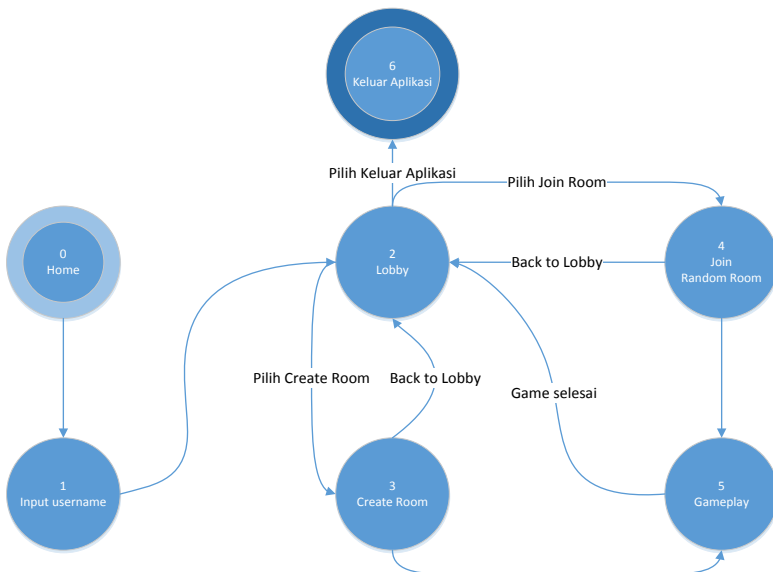 6
Keluar Aplikasi
Pilih Keluar Aplikasi
Pilih Join Room
0
Home
2
Lobby
Back to Lobby
4
Join
Random Room
Pilih Create Room
Back to Lobby
Game selesai
1
Input username
3
Create Room
5
Gameplay